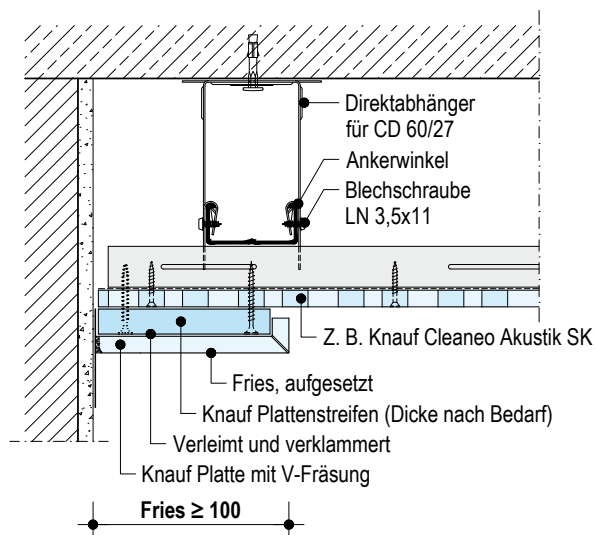 Direktabhänger
für CD 60/27
Ankerwinkel
Blechschraube
LN 3,5x11
Z. B. Knauf Cleaneo Akustik SK
Fries, aufgesetzt
Knauf Plattenstreifen (Dicke nach Bedarf)
Verleimt und verklammert
Knauf Platte mit V-Fräsung
Fries ≥ 100